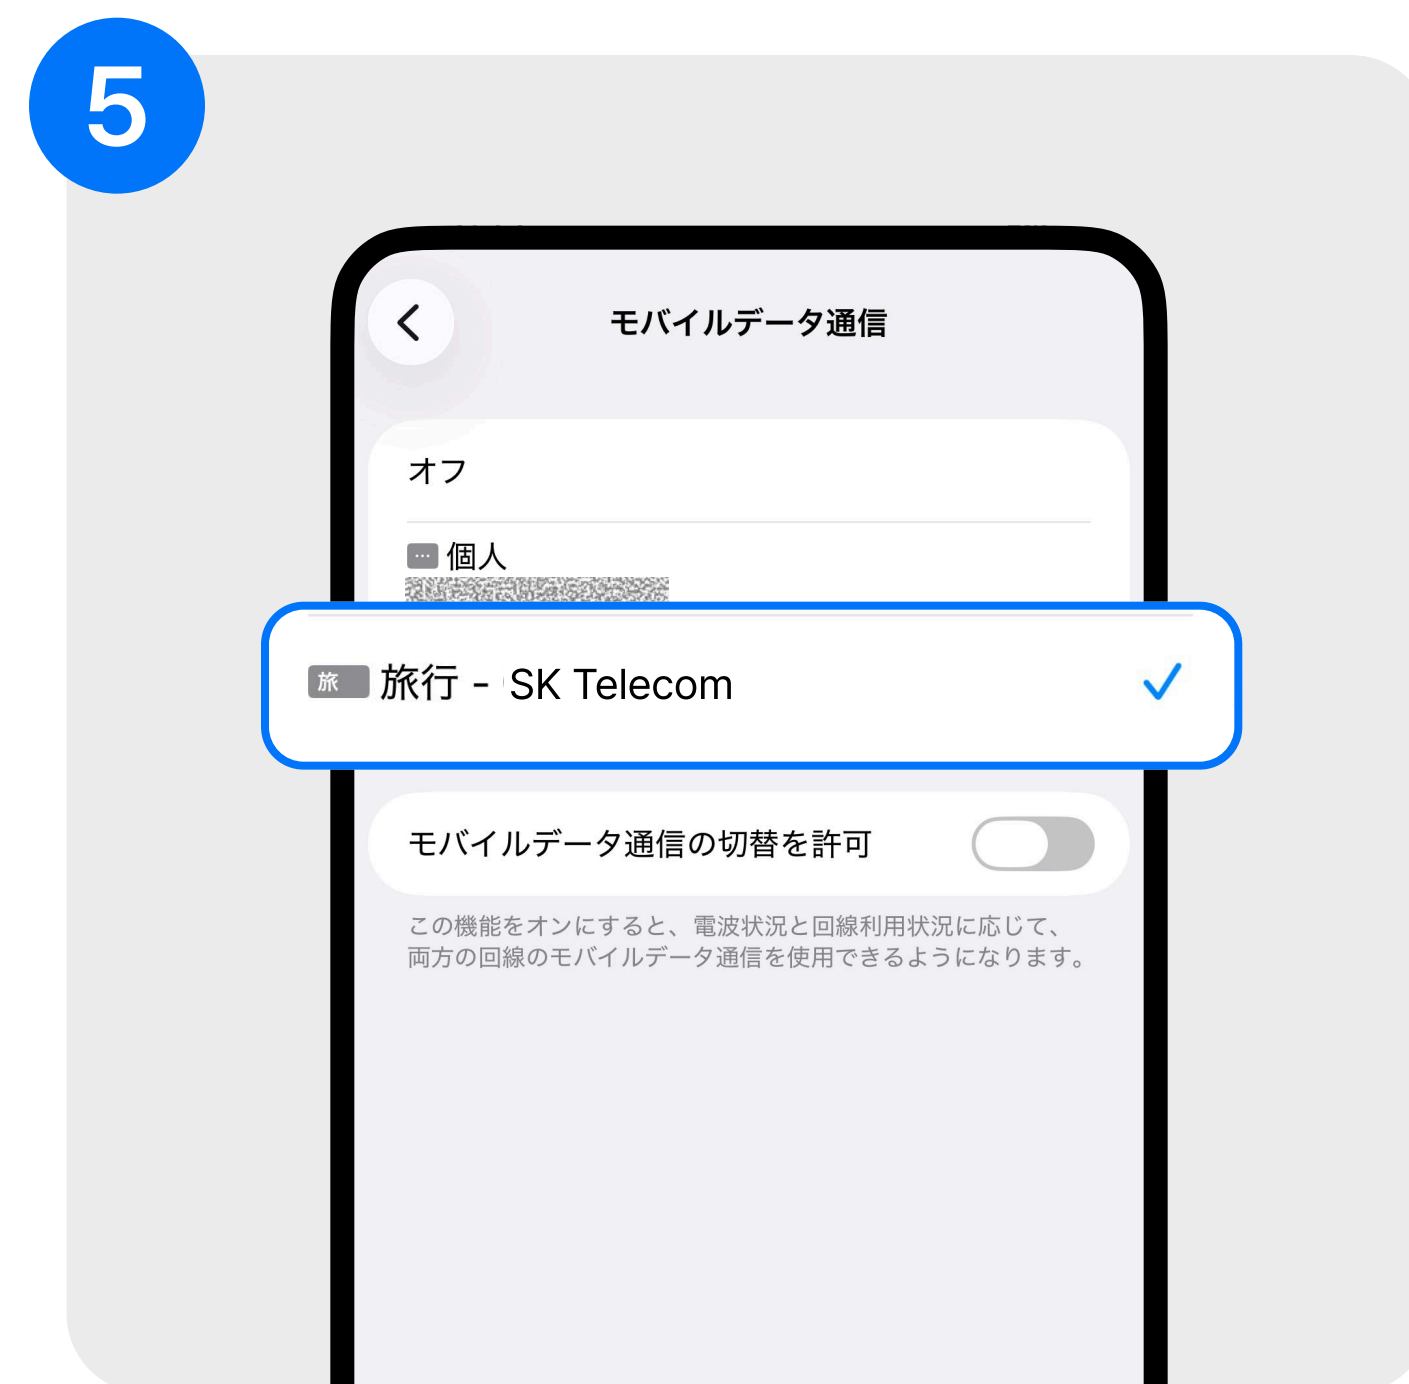 5
モバイルデータ通信
オフ
… 個人
旅 旅行 - SK Telecom
モバイルデータ通信の切替を許可
この機能をオンにすると、電波状況と回線利用状況に応じて、
両方の回線のモバイルデータ通信を使用できるようになります。